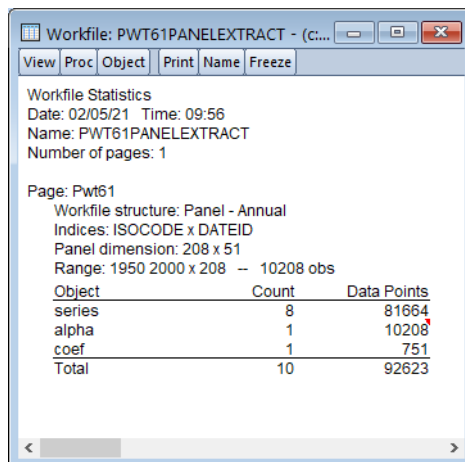 Workfile: PWT61PANELEXTRACT - (c:...
View Proc Object Print Name Freeze
Workfile Statistics
Date: 02/05/21 Time: 09:56
Name: PWT61PANELEXTRACT
Number of pages: 1
Page: Pwt61
Workfile structure: Panel - Annual
Indices: ISOCODE x DATEID
Panel dimension: 208 x 51
Range: 1950 2000 x 208 -- 10208 obs
Object Count Data Points
series 8 81664
alpha 1 10208
coef 1 751
Total 10 92623